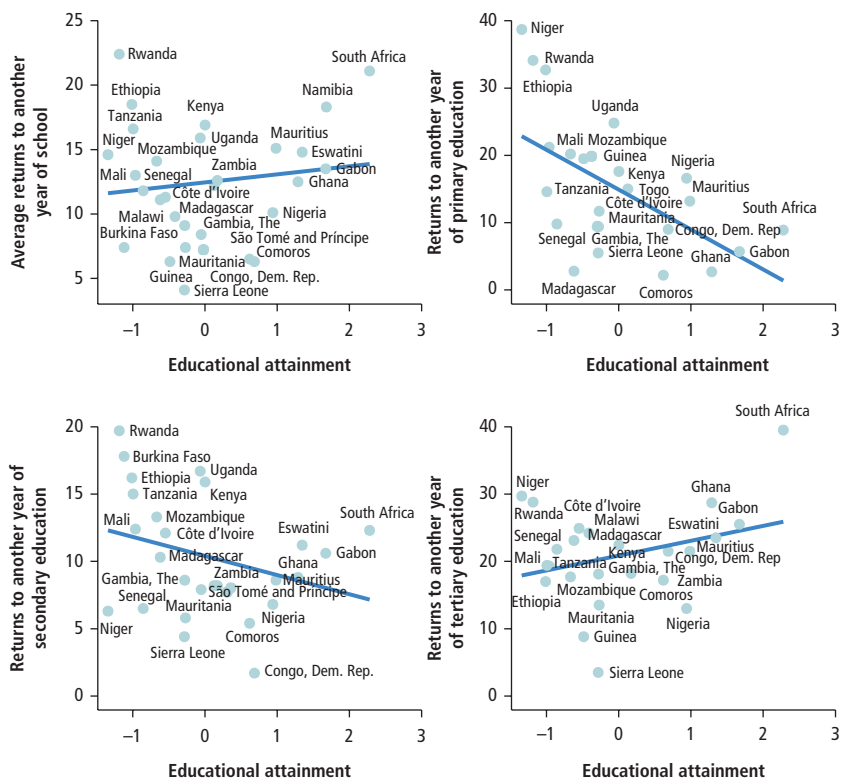 Average returns to another
year of school
25
20
15
10
5
Rwanda
South Africa
Ethiopia
Namibia
Tanzania
Kenya
Niger
Uganda
Mauritius
Mozambique
Eswatini
Mali
Senegal
Zambia
Gabon
Côte d'Ivoire
Ghana
Malawi
Madagascar
Nigeria
Burkina Faso
Gambia, The
São Tomé and Príncipe
Comoros
Mauritania
Guinea
Congo, Dem. Rep.
Sierra Leone
–1
0
1
2
3
Educational attainment
Returns to another year
of primary education
40
30
20
10
0
Niger
Rwanda
Ethiopia
Uganda
Mali
Mozambique
Guinea
Nigeria
Kenya
Tanzania
Togo
Mauritius
Côte d'Ivoire
South Africa
Mauritania
Senegal
Gambia, The
Congo, Dem. Rep.
Sierra Leone
Ghana
Gabon
Madagascar
Comoros
–1
0
1
2
3
Educational attainment
Returns to another year of
secondary education
20
15
10
5
0
Rwanda
Burkina Faso
Ethiopia
Uganda
Tanzania
Kenya
Mali
Mozambique
South Africa
Côte d'Ivoire
Eswatini
Madagascar
Ghana
Gabon
Gambia, The
Zambia
Mauritius
Senegal
São Tomé and Príncipe
Mauritania
Nigeria
Niger
Comoros
Sierra Leone
Congo, Dem. Rep.
–1
0
1
2
3
Educational attainment
Returns to another year
of tertiary education
40
30
20
10
0
South Africa
Niger
Ghana
Rwanda
Côte d'Ivoire
Gabon
Malawi
Senegal
Madagascar
Eswatini
Mali
Kenya
Mauritius
Congo, Dem. Rep
Gambia, The
Ethiopia
Mozambique
Zambia
Comoros
Mauritania
Nigeria
Guinea
Sierra Leone
–1
0
1
2
3
Educational attainment